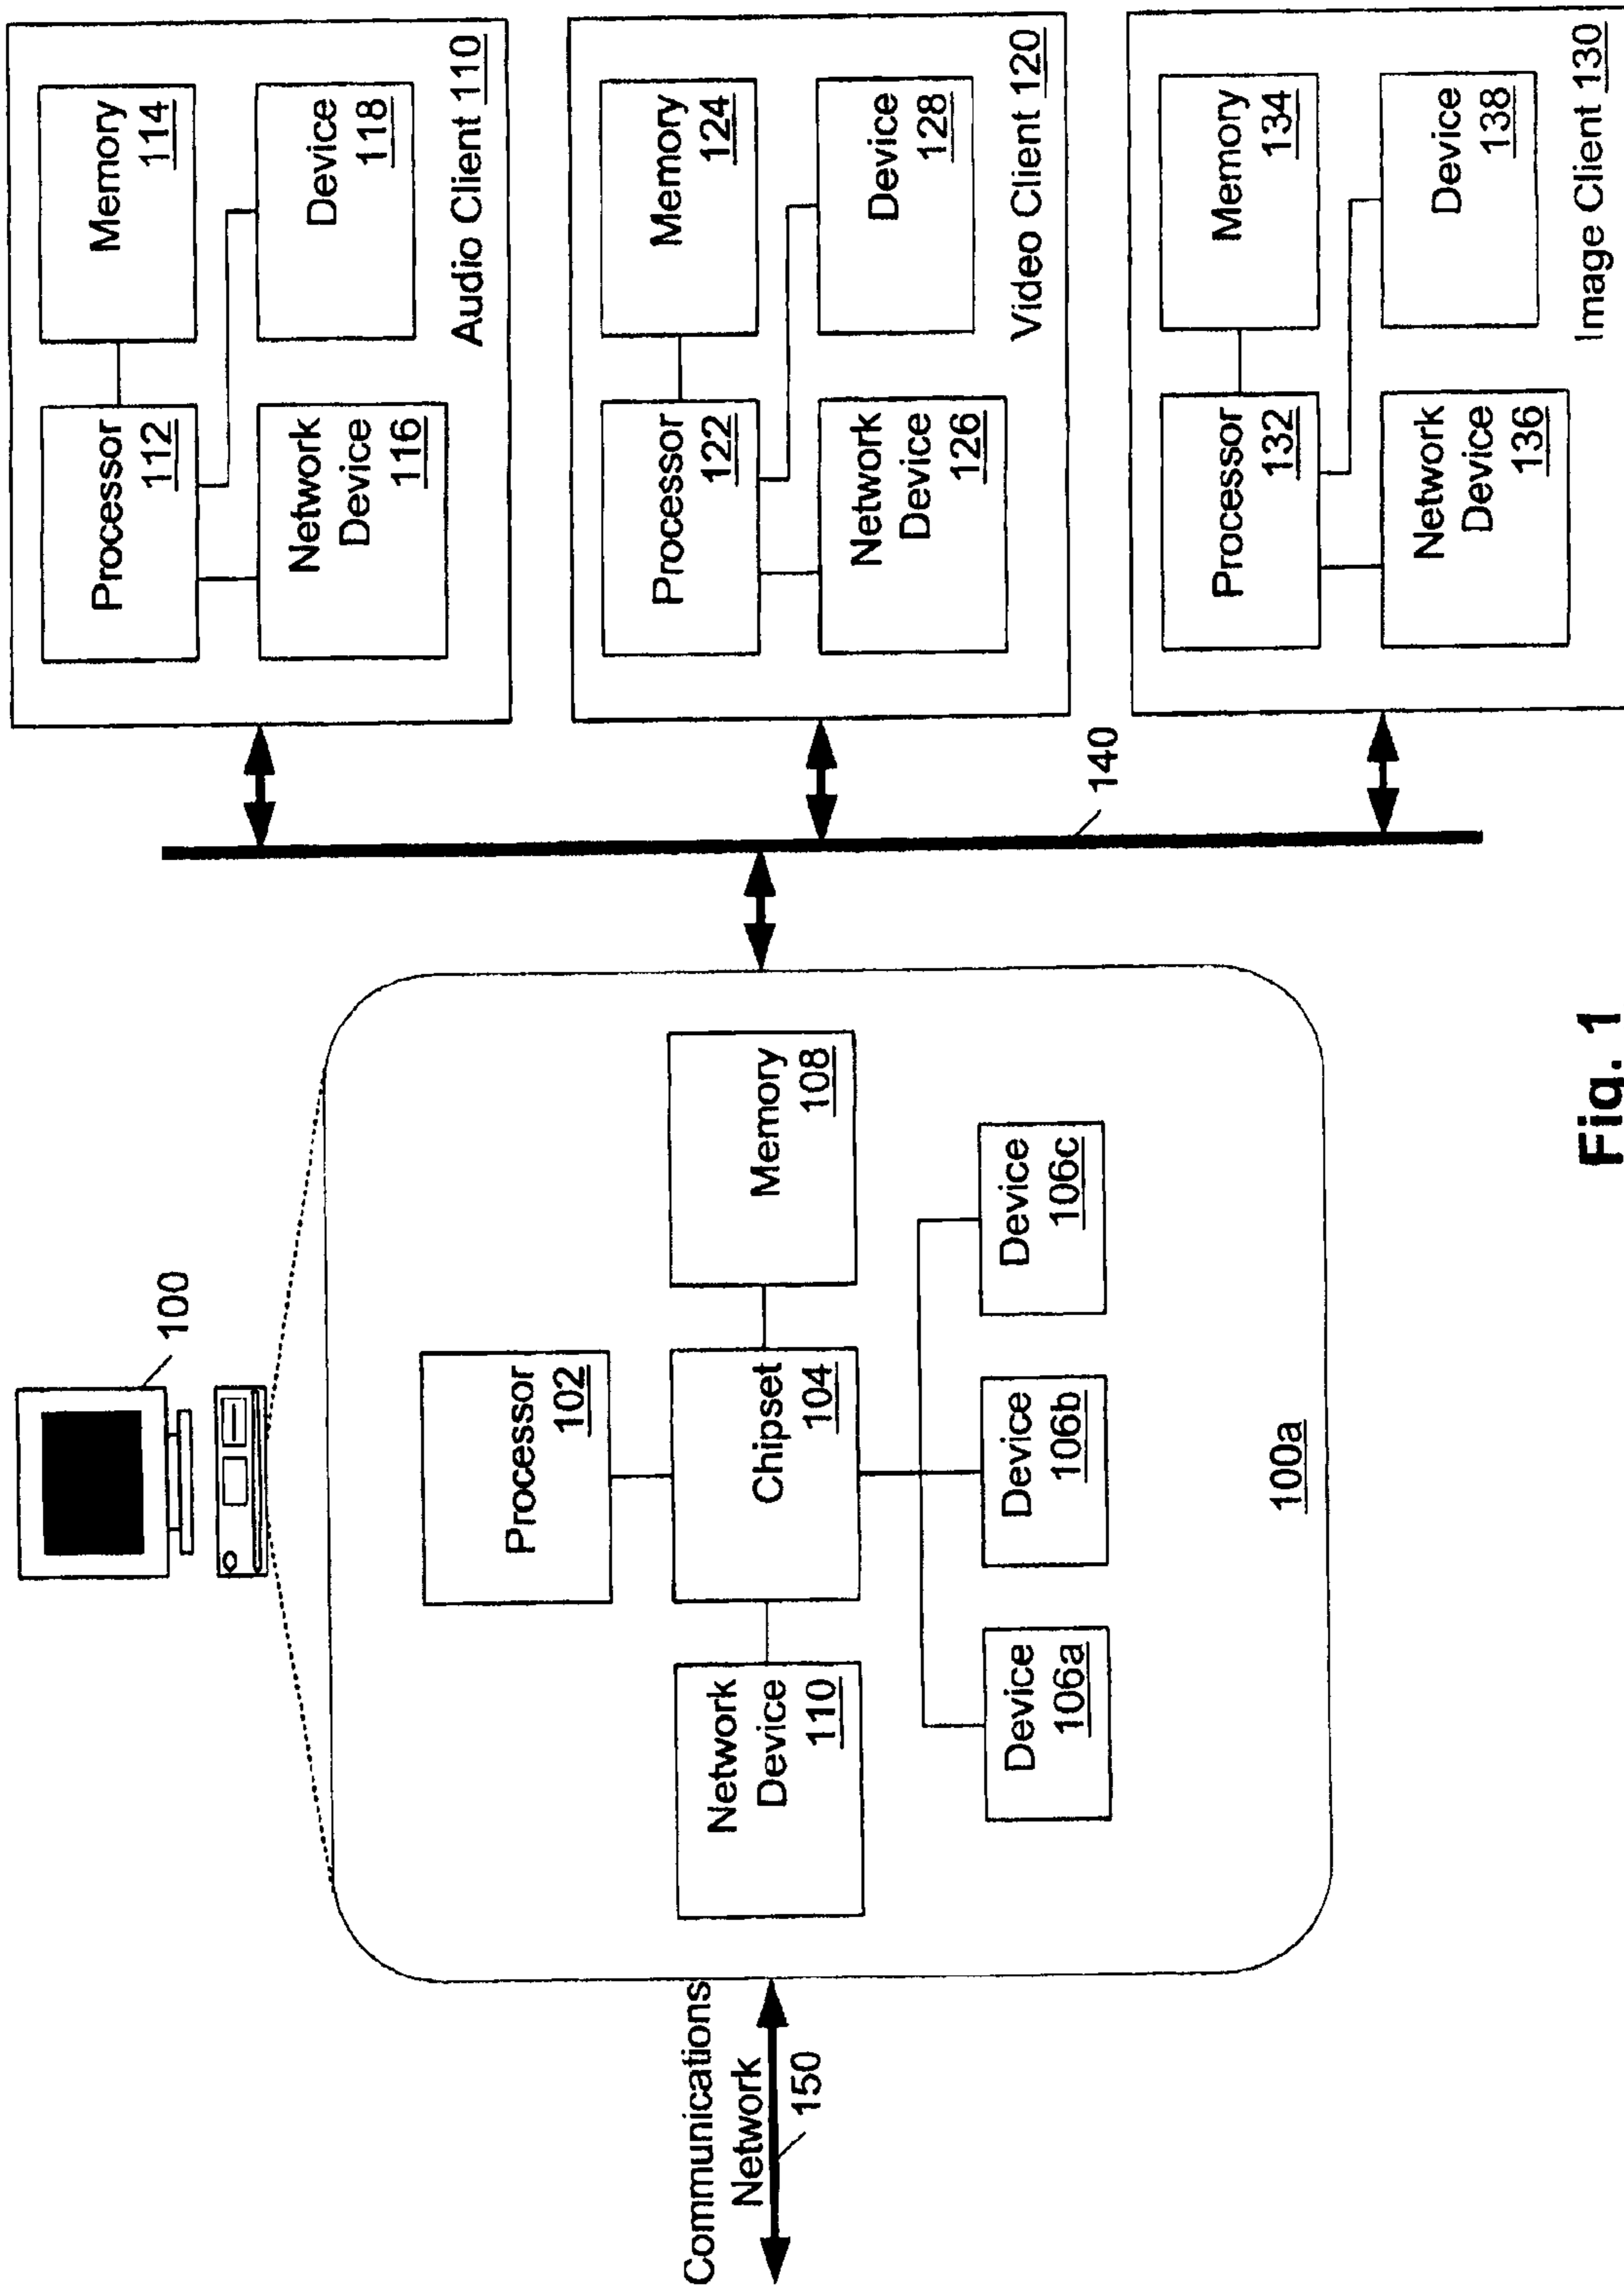 100
Processor
102
Network
Device
110
Chipset
104
Memory
108
Device
106a
Device
106b
Device
106c
100a
Communications
Network
150
140
Processor
112
Memory
114
Network
Device
116
Device
118
Audio Client 110
Processor
122
Memory
124
Network
Device
126
Device
128
Video Client 120
Processor
132
Memory
134
Network
Device
136
Device
138
Image Client 130
Fig. 1